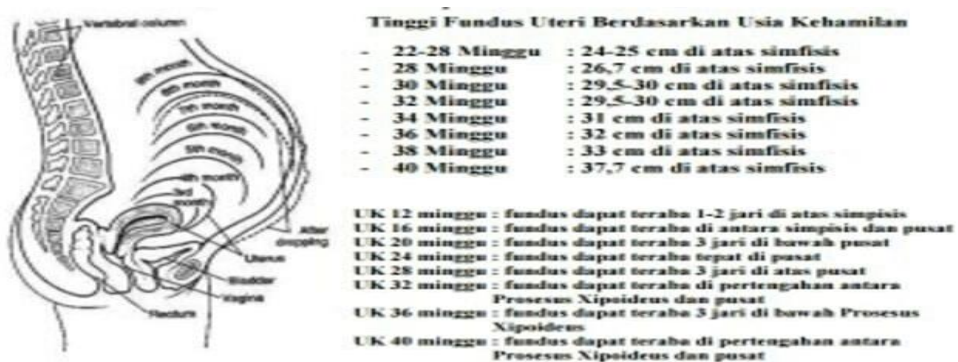 Tinggi Fundus Uteri Berdasarkan Usia Kehamilan
- 22-28 Minggu : 24-25 cm di atas simfisis
- 28 Minggu : 26,7 cm di atas simfisis
- 30 Minggu : 29,5-30 cm di atas simfisis
- 32 Minggu : 29,5-30 cm di atas simfisis
- 34 Minggu : 31 cm di atas simfisis
- 36 Minggu : 32 cm di atas simfisis
- 38 Minggu : 33 cm di atas simfisis
- 40 Minggu : 37,7 cm di atas simfisis
UK 12 minggu : fundus dapat teraba 1-2 jari di atas simpisis
UK 16 minggu : fundus dapat teraba di antara simpisis dan pusat
UK 20 minggu : fundus dapat teraba 3 jari di bawah pusat
UK 24 minggu : fundus dapat teraba tepat di pusat
UK 28 minggu : fundus dapat teraba 3 jari di atas pusat
UK 32 minggu : fundus dapat teraba di pertengahan antara
Prosesus Xipoideus dan pusat
UK 36 minggu : fundus dapat teraba 3 jari di bawah Prosesus
Xipoideus
UK 40 minggu : fundus dapat teraba di pertengahan antara
Prosesus Xipoideus dan pusat
Vertebral column
9th month
8th month
7th month
6th month
5th month
4th month
3rd
month
After
dropping
Uterus
Bladder
Vagina
Rectum